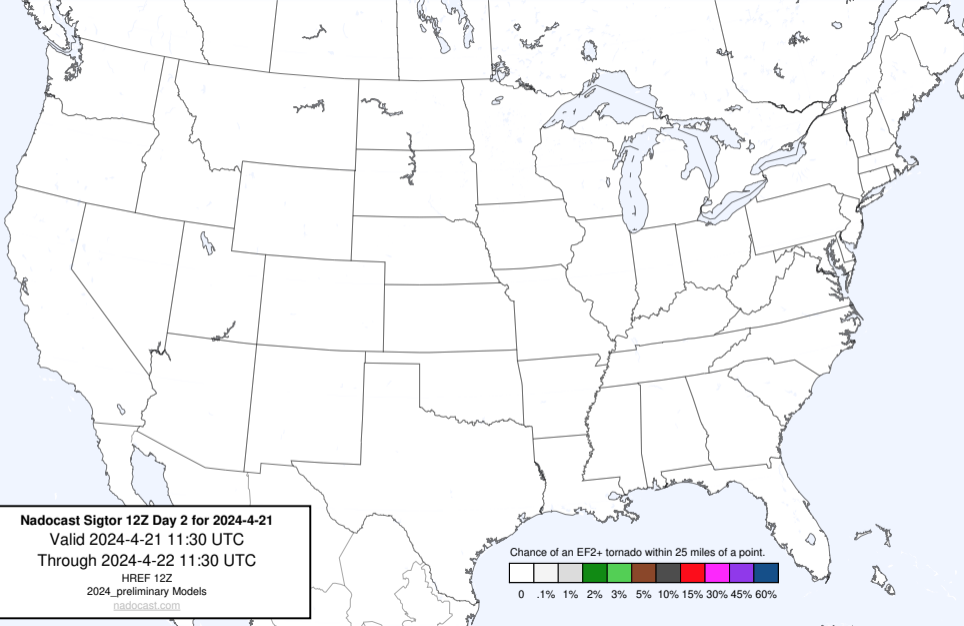 Nadocast Sigtor 12Z Day 2 for 2024-4-21
Valid 2024-4-21 11:30 UTC
Through 2024-4-22 11:30 UTC
HREF 12Z
2024_preliminary Models
nadocast.com
Chance of an EF2+ tornado within 25 miles of a point.
0 .1% 1% 2% 3% 5% 10% 15% 30% 45% 60%